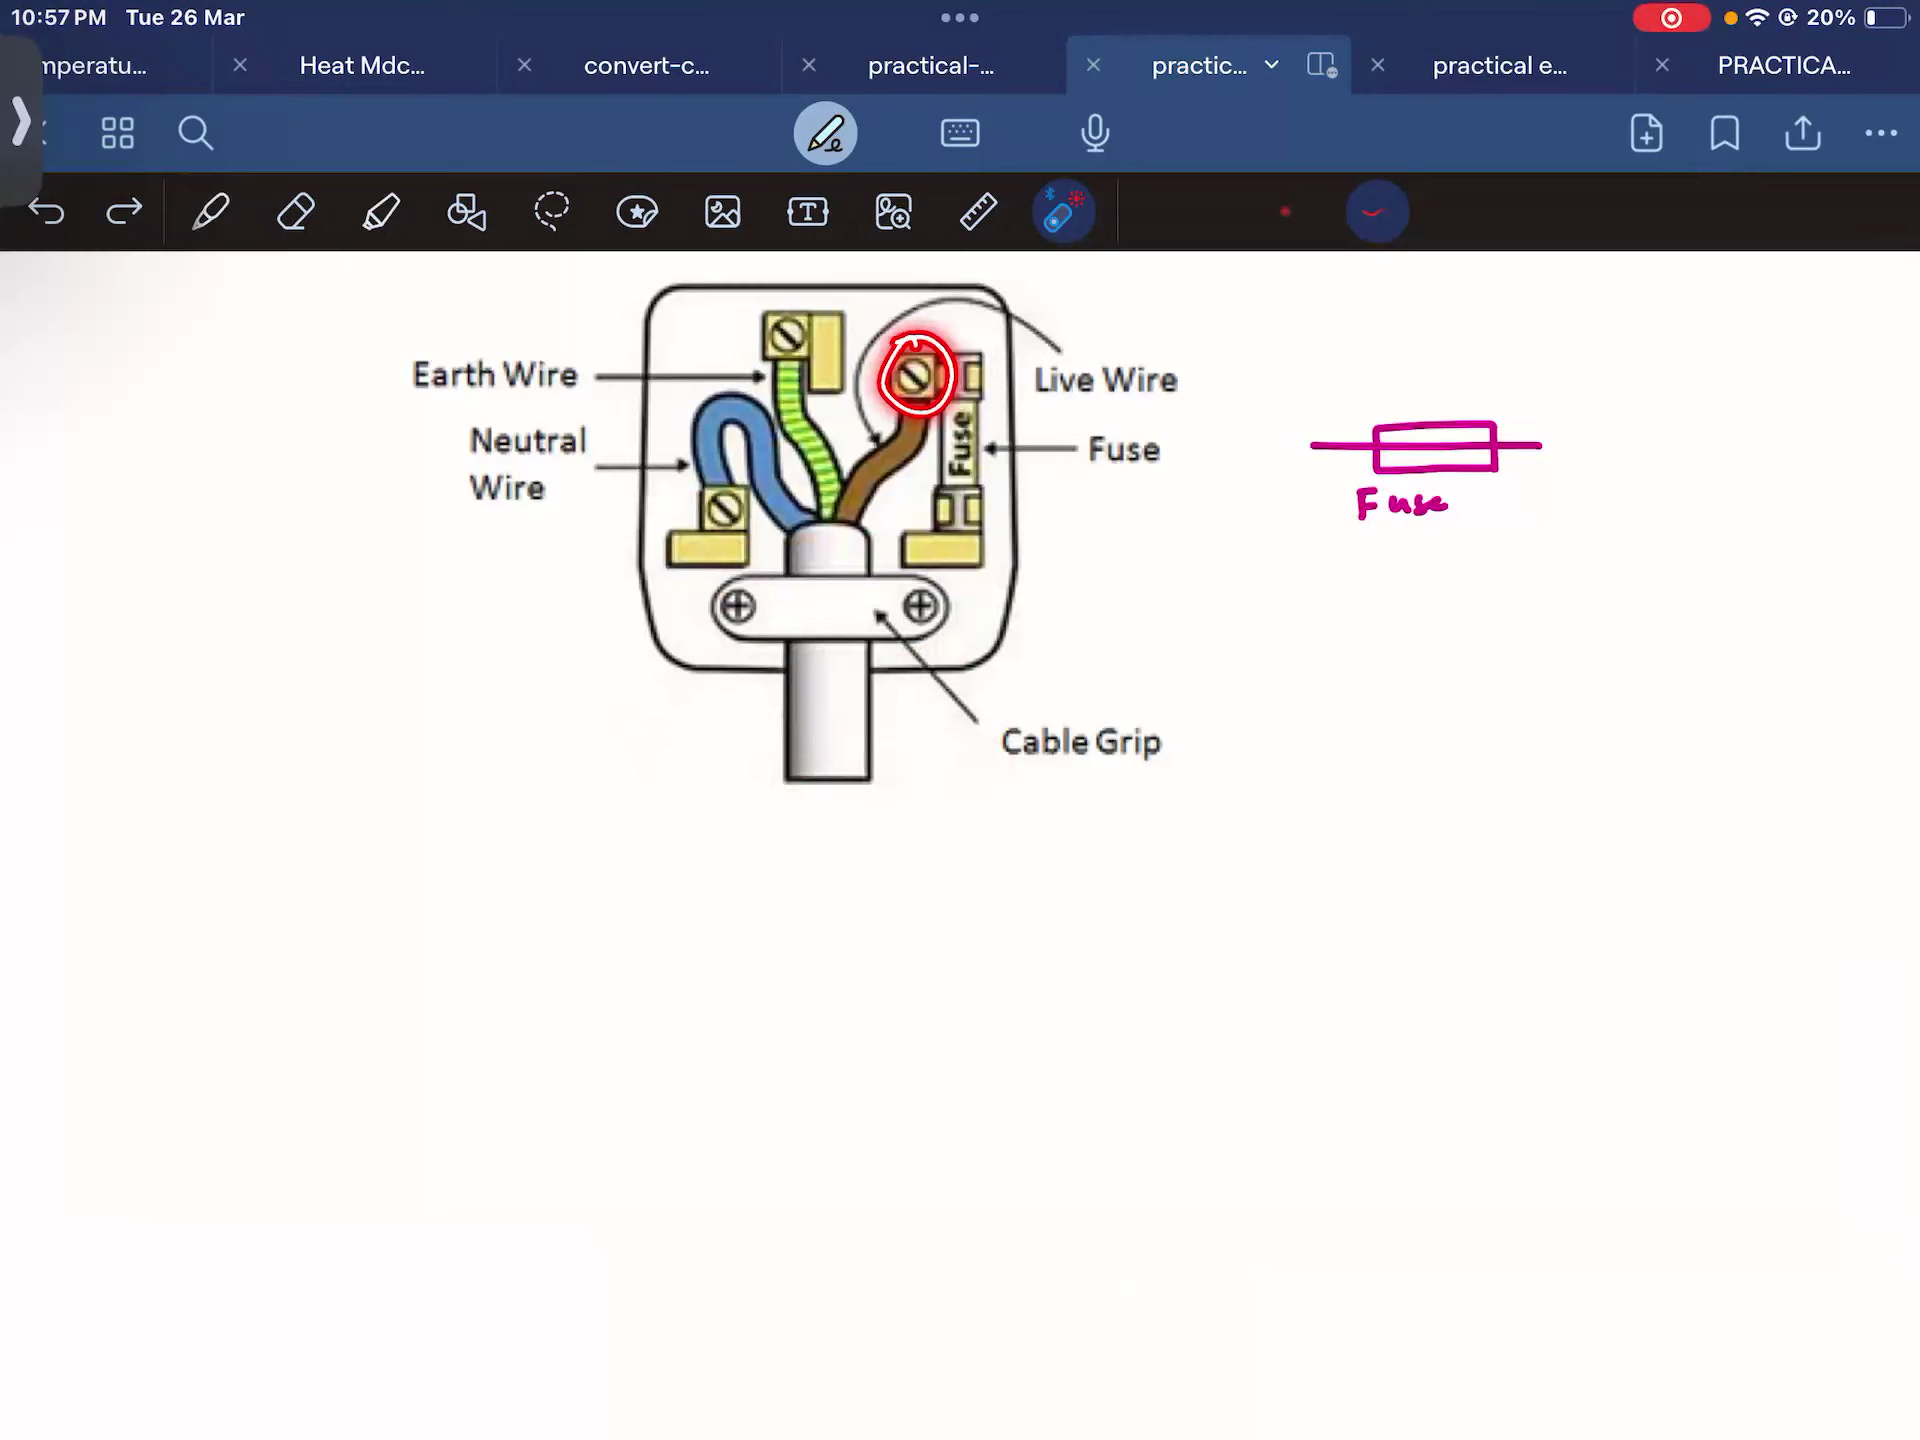 10:57 PM Tue 26 Mar
20%
mperatu...
Heat Mdc...
convert-c...
practical-...
practic...
practical e...
PRACTICA...
Earth Wire
Live Wire
Neutral
Wire
Fuse
Fuse
Fuse
Cable Grip